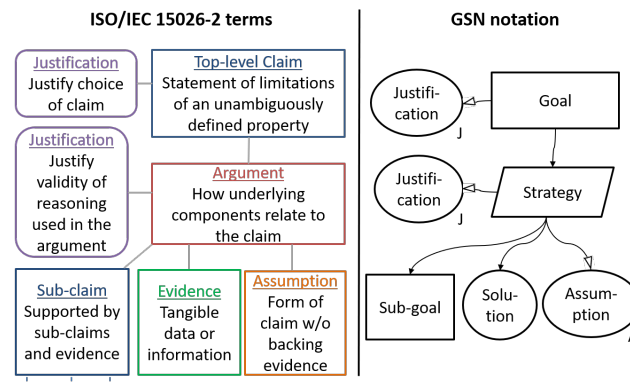 ISO/IEC 15026-2 terms
Justification
Justify choice
of claim
Top-level Claim
Statement of limitations
of an unambiguously
defined property
Justification
Justify
validity of
reasoning
used in the
argument
Argument
How underlying
components relate to
the claim
Sub-claim
Supported by
sub-claims
and evidence
Evidence
Tangible
data or
information
Assumption
Form of
claim w/o
backing
evidence
GSN notation
Justifi-
cation
J
Goal
Justifi-
cation
J
Strategy
Sub-goal
Solu-
tion
Assum-
ption